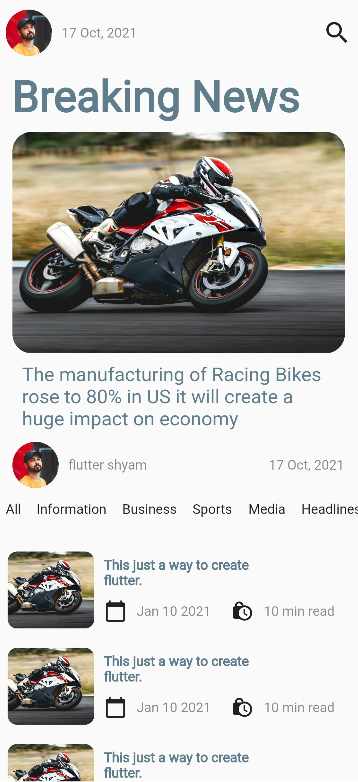 17 Oct, 2021
Breaking News
The manufacturing of Racing Bikes
rose to 80% in US it will create a
huge impact on economy
flutter shyam 17 Oct, 2021
All Information Business Sports Media Headlines
This just a way to create
flutter.
Jan 10 2021 10 min read
This just a way to create
flutter.
Jan 10 2021 10 min read
This just a way to create
flutter.